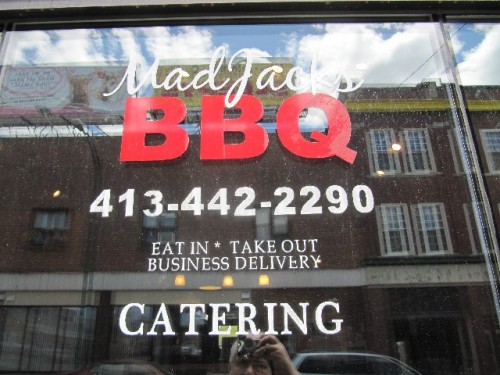 MadJacks
BBQ
413-442-2290
EAT IN * TAKE OUT
BUSINESS DELIVERY
CATERING